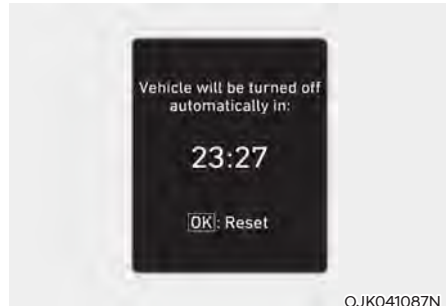 Vehicle will be turned off
automatically in:
23:27
OK : Reset
OJK041087N